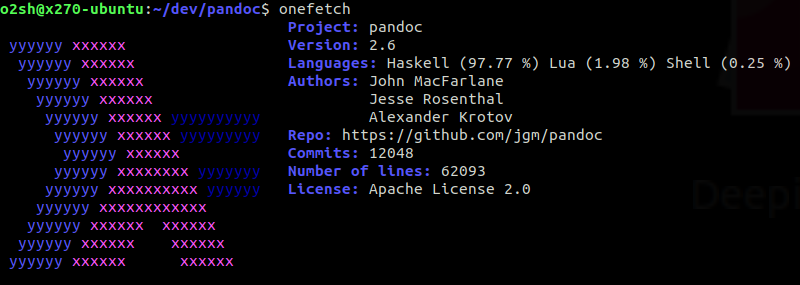 o2sh@x270-ubuntu:~/dev/pandoc$ onefetch
Project: pandoc
yyyyyy xxxxxx Version: 2.6
yyyyyy xxxxxx Languages: Haskell (97.77 %) Lua (1.98 %) Shell (0.25 %)
yyyyyy xxxxxx Authors: John MacFarlane
yyyyyy xxxxxx Jesse Rosenthal
yyyyyy xxxxxx yyyyyyyyyy Alexander Krotov
yyyyyy xxxxxx yyyyyyyyy Repo: https://github.com/jgm/pandoc
yyyyyy xxxxxx Commits: 12048
yyyyyy xxxxxxxx yyyyyyy Number of lines: 62093
yyyyyy xxxxxxxxxx yyyyyy License: Apache License 2.0
yyyyyy xxxxxxxxxxxx
yyyyyy xxxxxx xxxxxx
yyyyyy xxxxxx xxxxxx
yyyyyy xxxxxx xxxxxx
Deepi